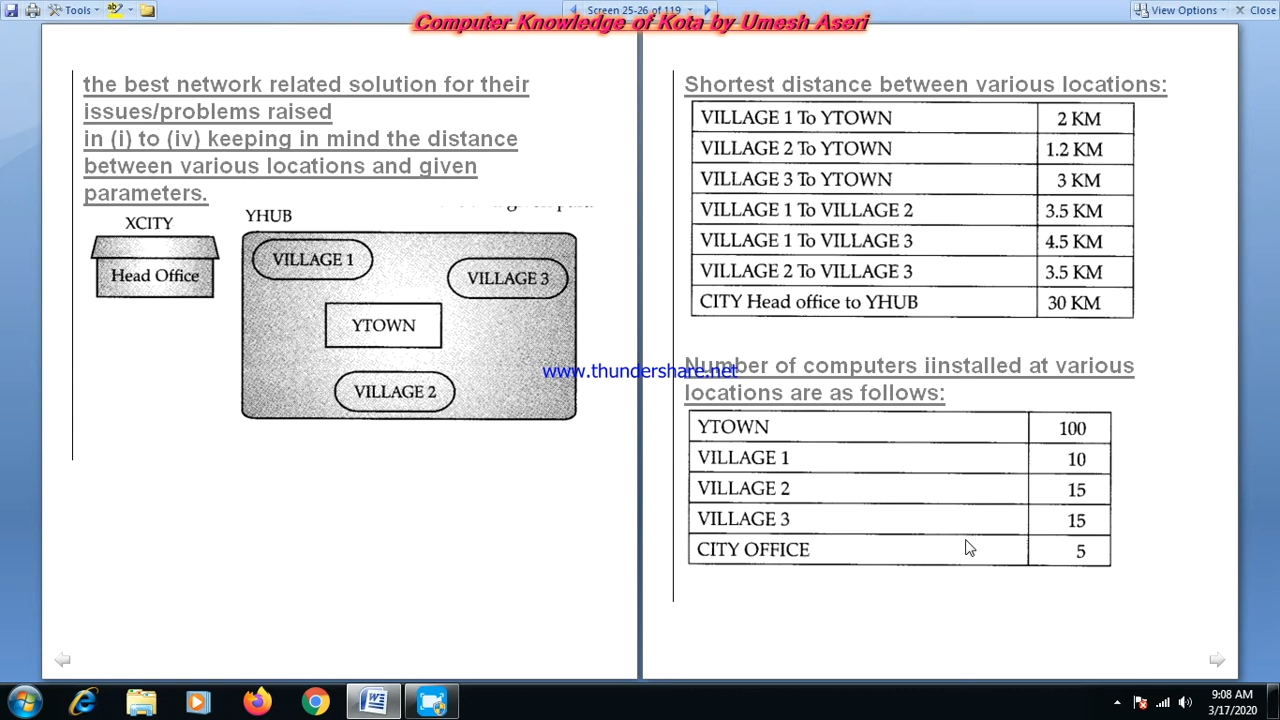 Tools
Screen 25-26 of 119
View Options
Close
Computer Knowledge of Kota by Umesh Aseri
the best network related solution for their
issues/problems raised
in (i) to (iv) keeping in mind the distance
between various locations and given
parameters.
XCITY
Head Office
YHUB
VILLAGE 1
VILLAGE 3
YTOWN
VILLAGE 2
Shortest distance between various locations:
VILLAGE 1 To YTOWN 2 KM
VILLAGE 2 To YTOWN 1.2 KM
VILLAGE 3 To YTOWN 3 KM
VILLAGE 1 To VILLAGE 2 3.5 KM
VILLAGE 1 To VILLAGE 3 4.5 KM
VILLAGE 2 To VILLAGE 3 3.5 KM
CITY Head office to YHUB 30 KM
www.thundershare.net
Number of computers iinstalled at various
locations are as follows:
YTOWN 100
VILLAGE 1 10
VILLAGE 2 15
VILLAGE 3 15
CITY OFFICE 5
9:08 AM
3/17/2020